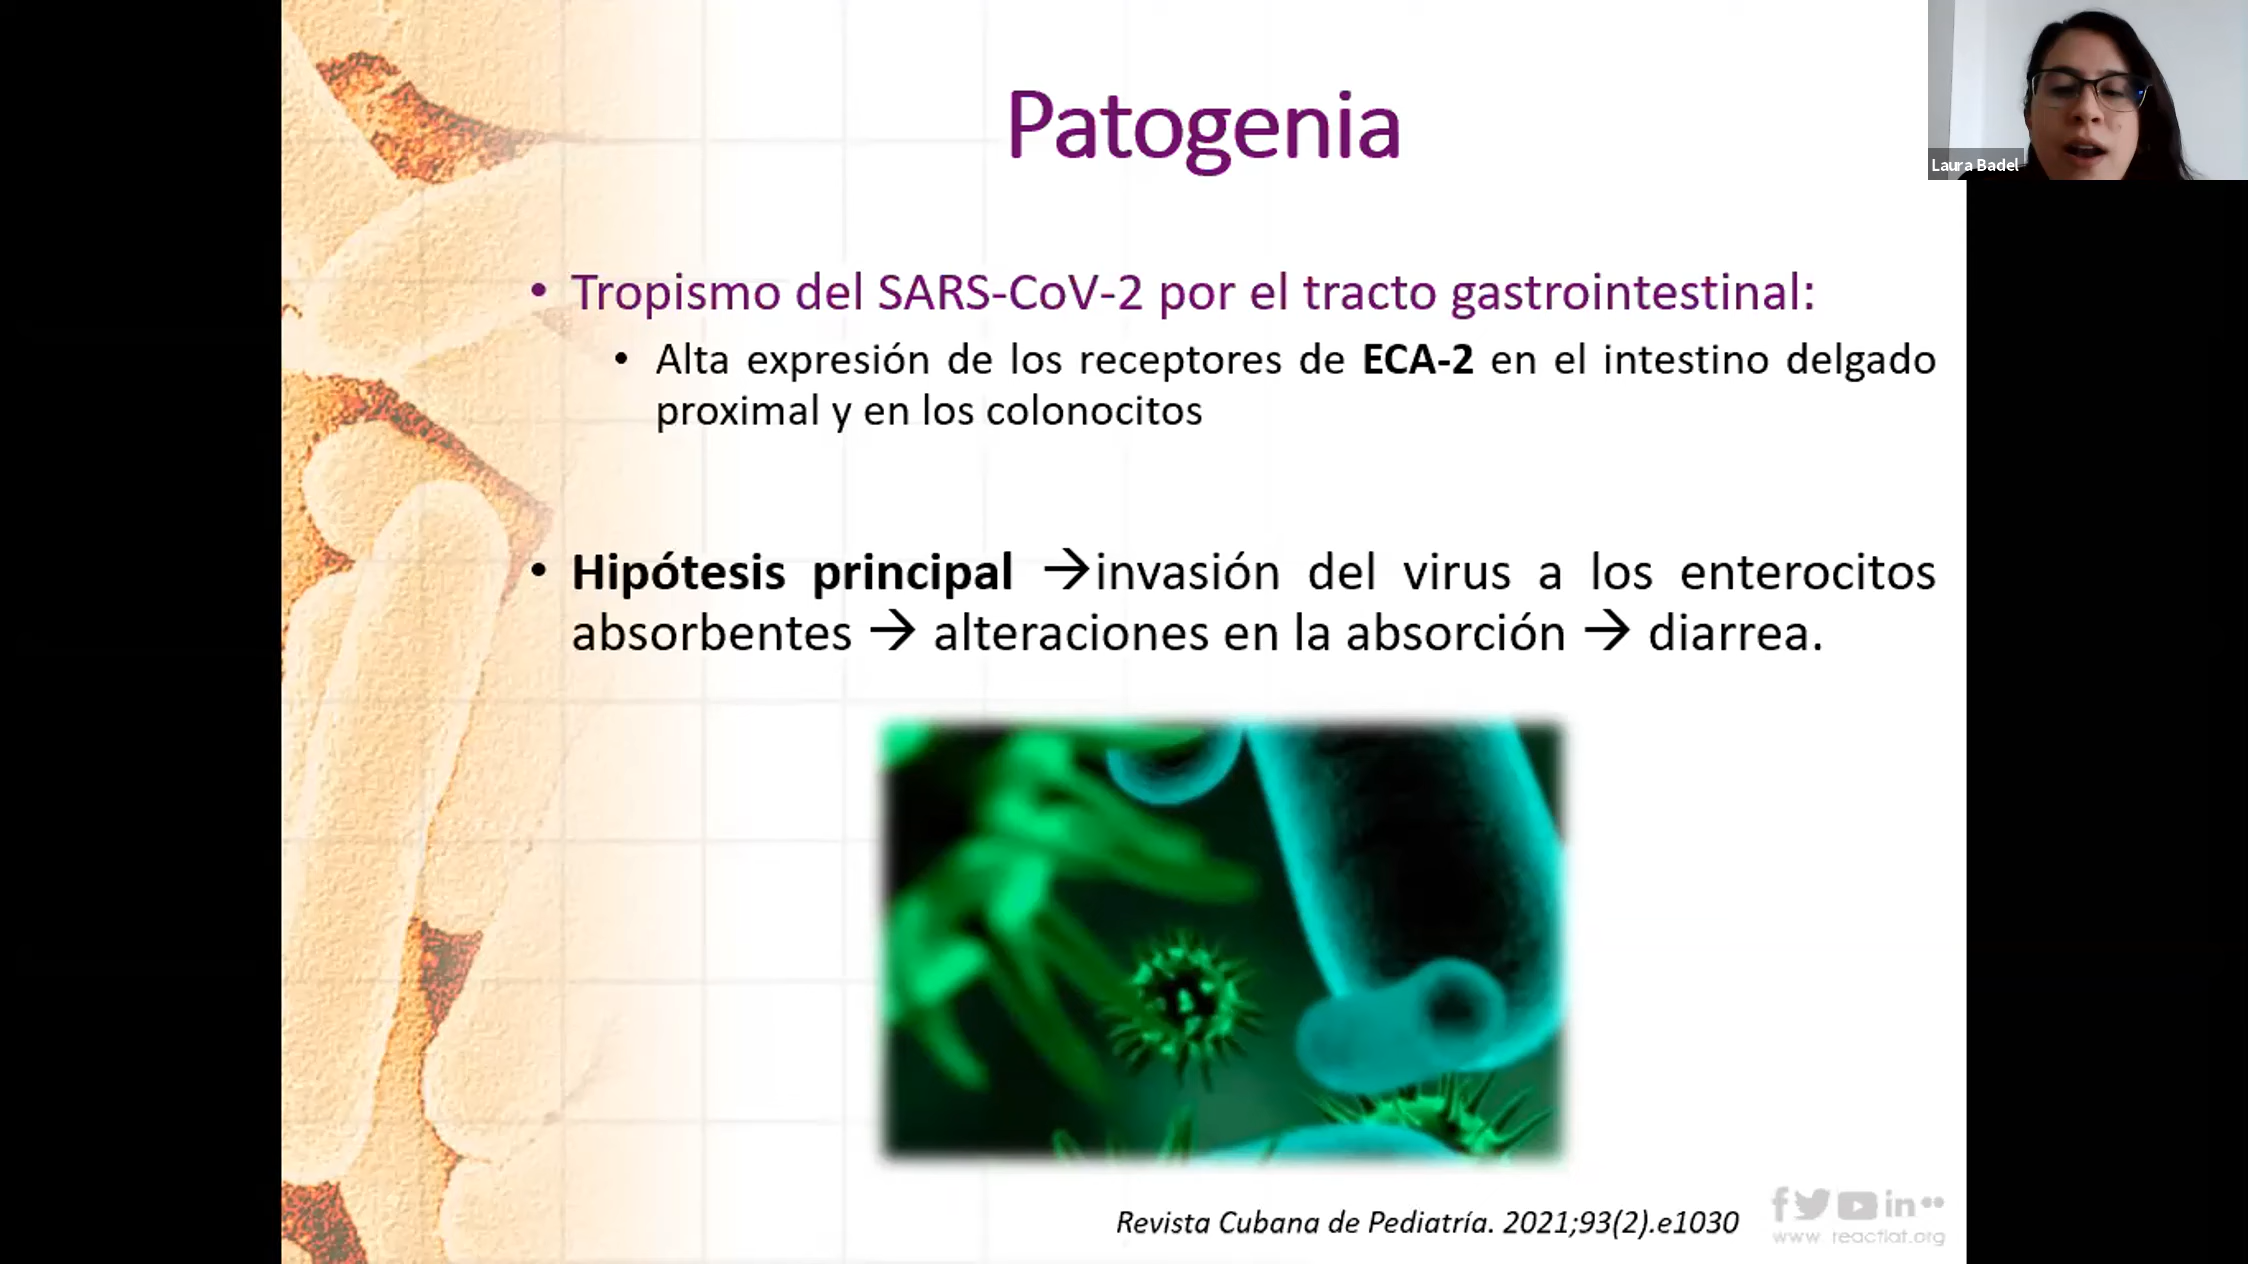 Patogenia
Laura Badel
• Tropismo del SARS-CoV-2 por el tracto gastrointestinal:
• Alta expresión de los receptores de ECA-2 en el intestino delgado
proximal y en los colonocitos
• Hipótesis principal →invasión del virus a los enterocitos
absorbentes → alteraciones en la absorción → diarrea.
Revista Cubana de Pediatría. 2021;93(2).e1030
www.reactlat.org